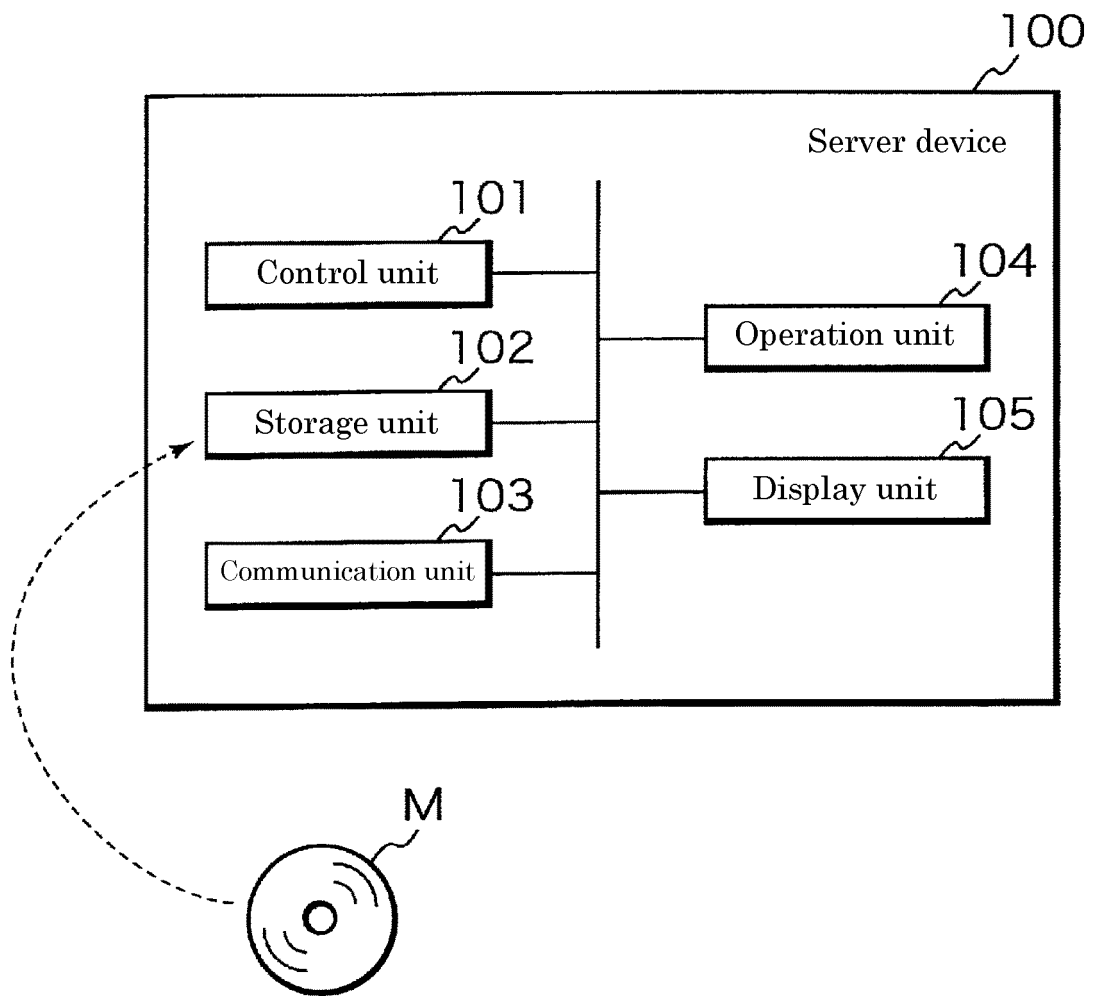 100
Server device
101
Control unit
102
Storage unit
103
Communication unit
104
Operation unit
105
Display unit
M